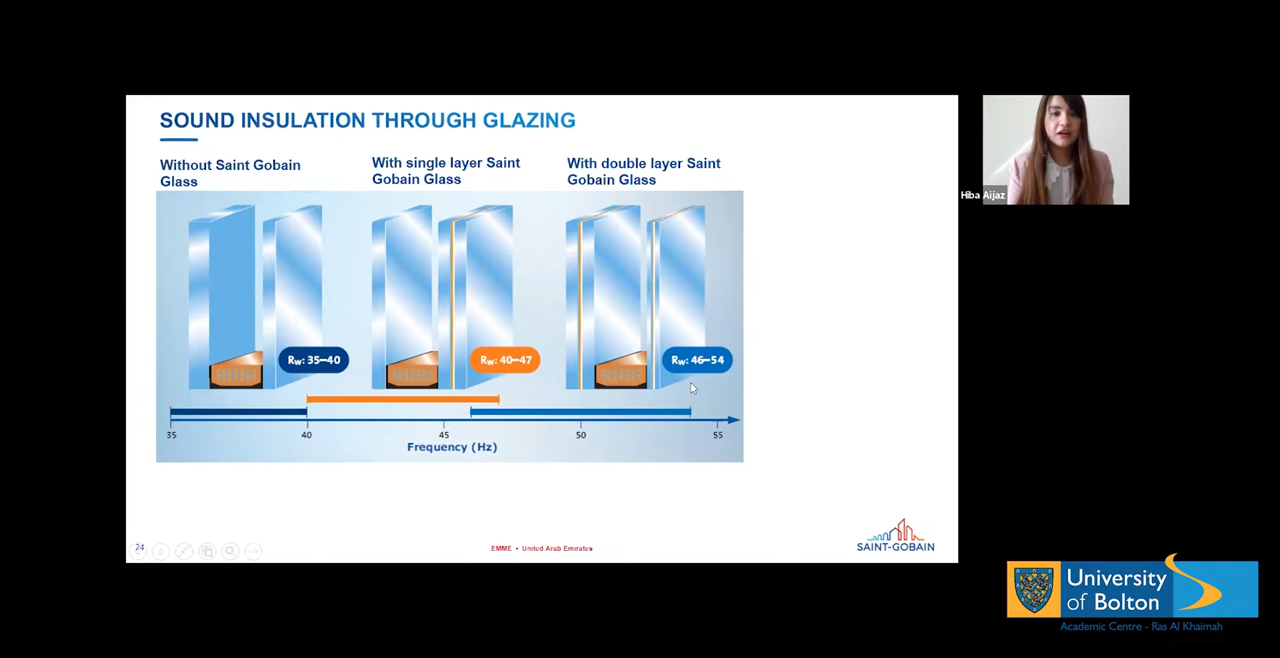 SOUND INSULATION THROUGH GLAZING
Without Saint Gobain
Glass
With single layer Saint
Gobain Glass
With double layer Saint
Gobain Glass
Rw: 35–40
Rw: 40–47
Rw: 46–54
35
40
45
50
55
Frequency (Hz)
24
EMME • United Arab Emirates
SAINT-GOBAIN
Hiba Aijaz
University
of Bolton
Academic Centre - Ras Al Khaimah